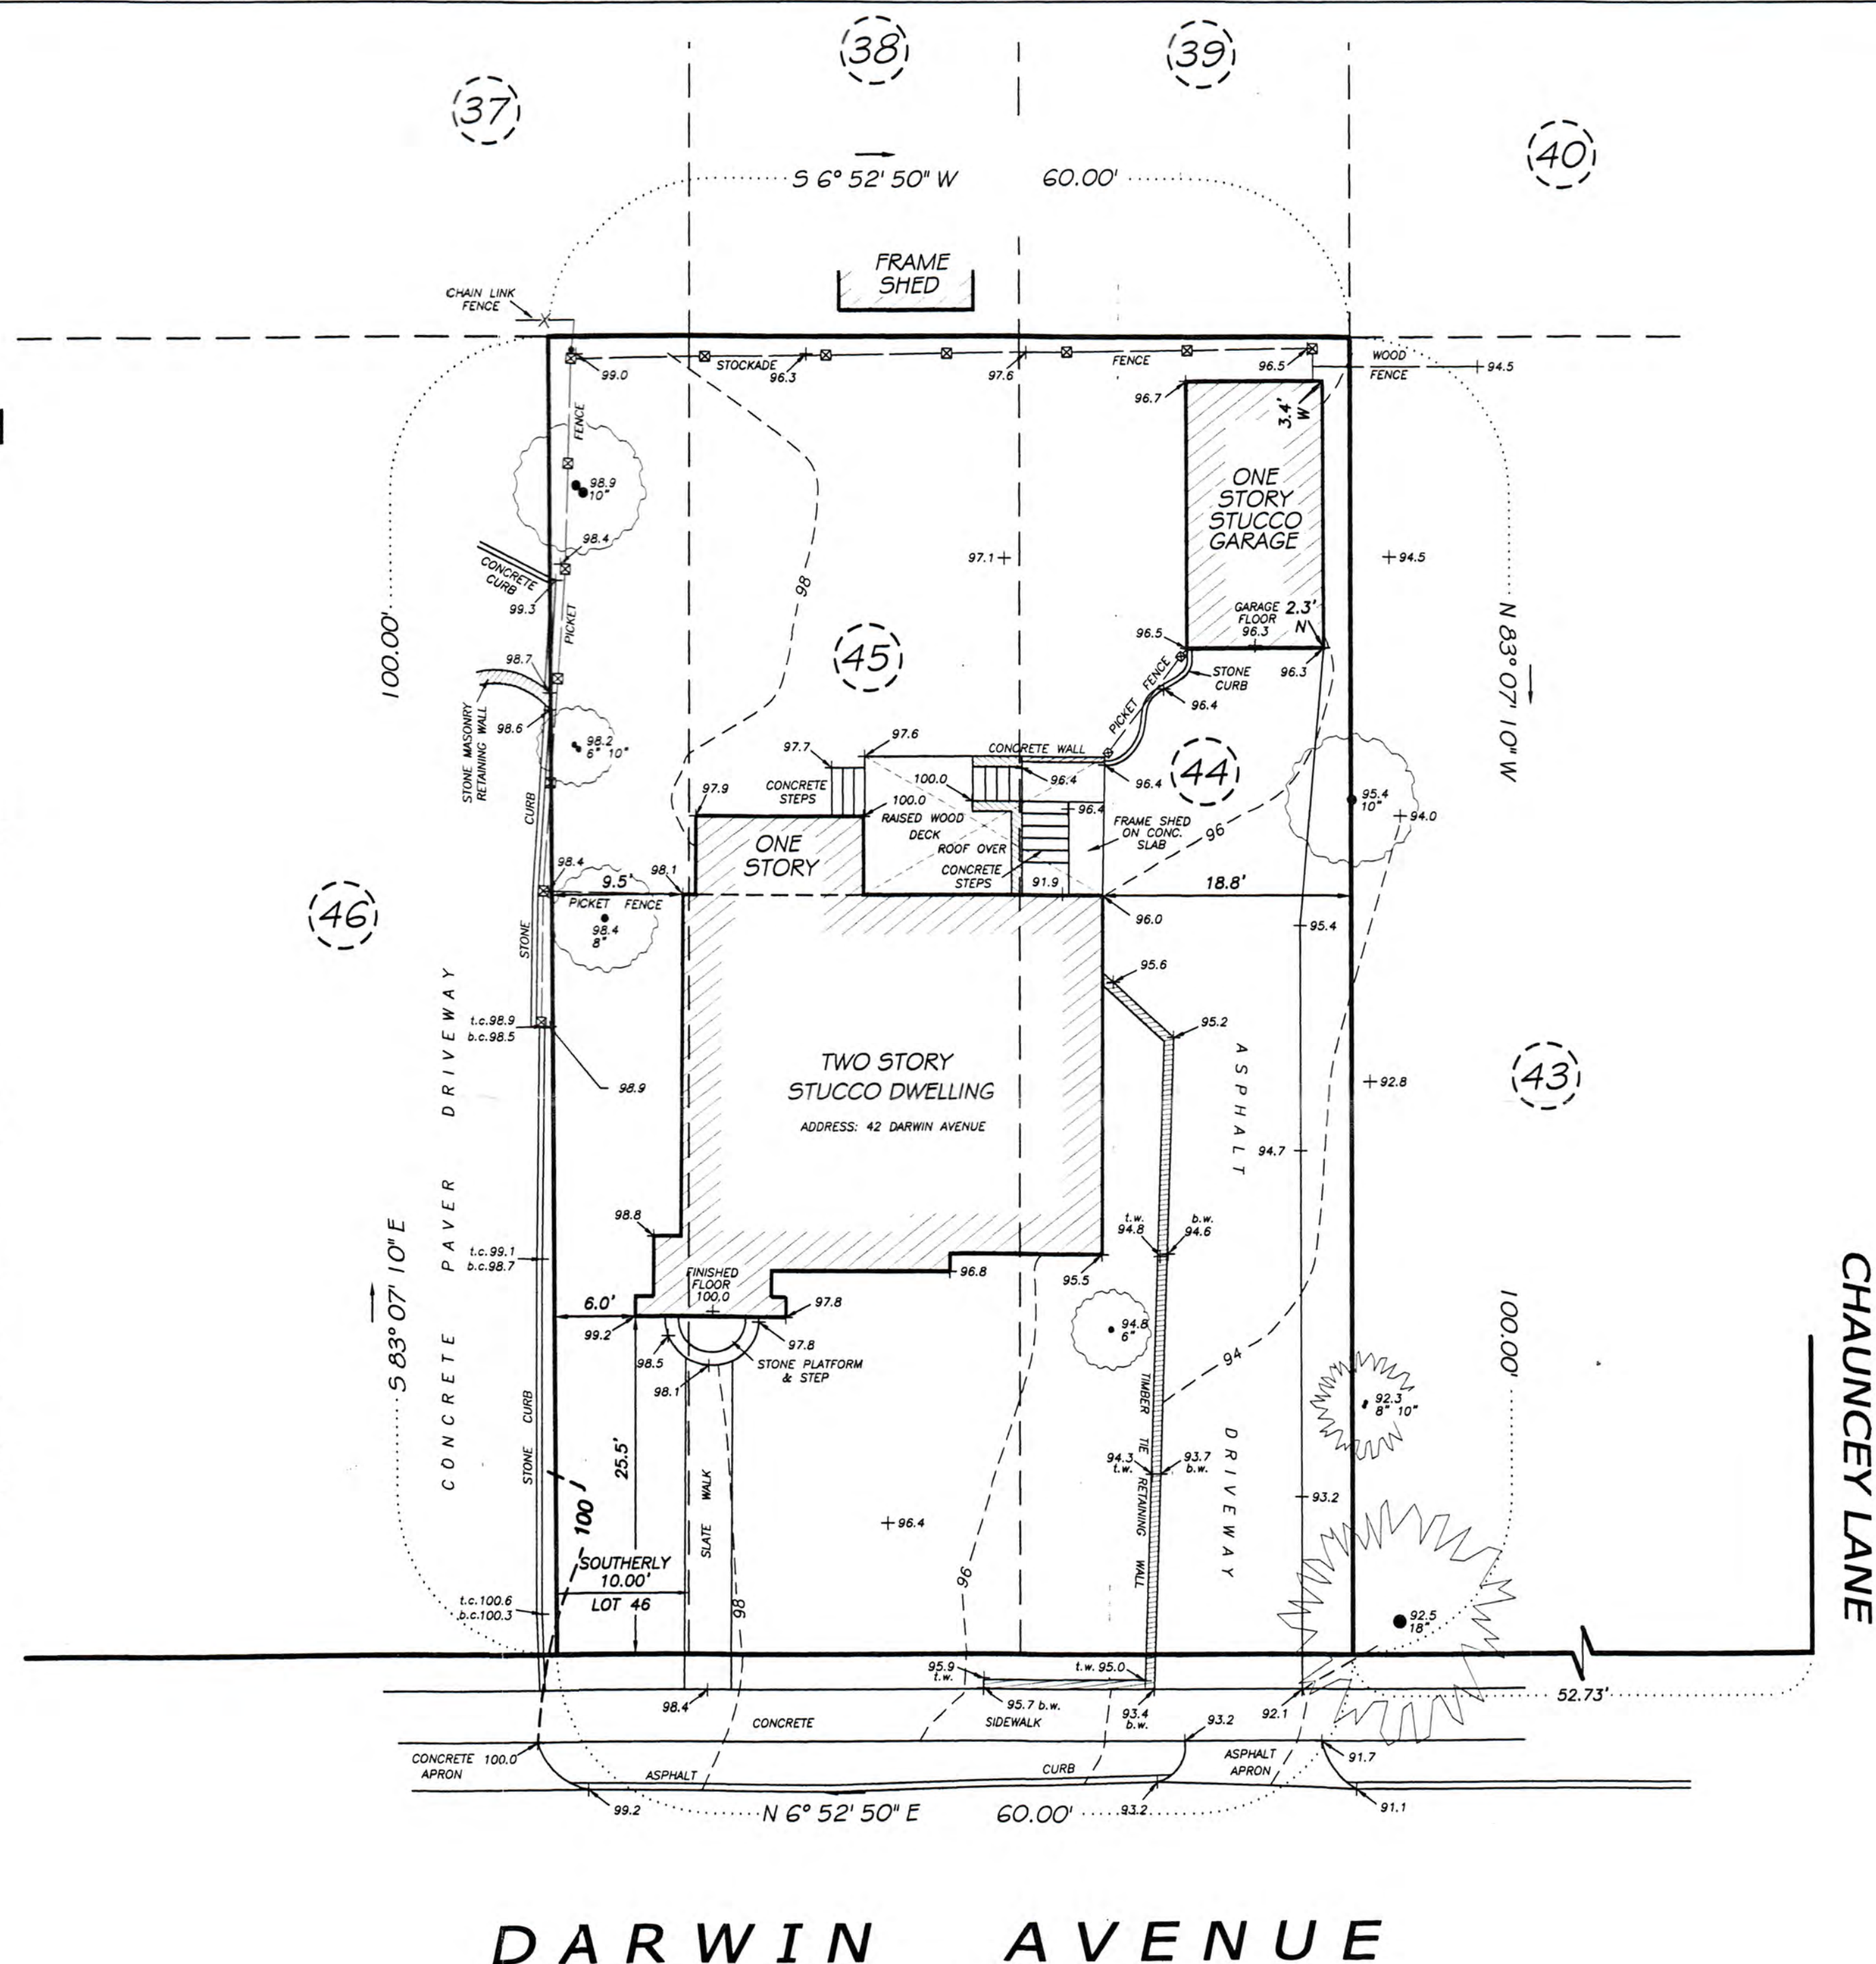 38
39
37
40
S 6° 52' 50" W 60.00'
FRAME
SHED
CHAIN LINK
FENCE
STOCKADE
FENCE
WOOD
FENCE
94.5
99.0
96.3
97.6
96.5
96.7
3.4'
W
FENCE
98.9
10"
ONE
STORY
STUCCO
GARAGE
98.4
97.1
94.5
CONCRETE
CURB
99.3
98
PICKET
100.00'
GARAGE
FLOOR
96.3
2.3'
N
N 83° 07' 10" W
96.5
45
98.7
STONE
CURB
96.3
PICKET FENCE
96.4
STONE MASONRY
RETAINING WALL
98.6
98.2
6" 10"
97.7
97.6
CONCRETE WALL
44
CONCRETE
STEPS
100.0
96.4
96.4
97.9
100.0
96.4
95.4
10"
94.0
CURB
RAISED WOOD
DECK
FRAME SHED
ON CONC.
SLAB
96
ONE
STORY
ROOF OVER
CONCRETE
STEPS
91.9
98.4
98.1
9.5'
18.8'
PICKET FENCE
46
98.4
8"
96.0
95.4
STONE
95.6
t.c.98.9
b.c.98.5
95.2
98.9
TWO STORY
STUCCO DWELLING
ADDRESS: 42 DARWIN AVENUE
92.8
43
ASPHALT
94.7
CONCRETE PAVER DRIVEWAY
98.8
t.w.
94.8
b.w.
94.6
t.c.99.1
b.c.98.7
FINISHED
FLOOR
100.0
96.8
95.5
97.8
6.0'
99.2
S 83° 07' 10" E
98.5
97.8
STONE PLATFORM
& STEP
98.1
94.8
6"
94
TIMBER TIE RETAINING WALL
100.00'
CHAUNCEY LANE
92.3
8" 10"
STONE CURB
25.5'
SLATE WALK
94.3
t.w.
93.7
b.w.
DRIVEWAY
93.2
100
96.4
SOUTHERLY
10.00'
LOT 46
96
98
t.c.100.6
b.c.100.3
92.5
18"
95.9
t.w.
t.w. 95.0
52.73'
98.4
95.7 b.w.
93.4
b.w.
92.1
CONCRETE
SIDEWALK
93.2
CONCRETE
APRON
100.0
ASPHALT
CURB
ASPHALT
APRON
91.7
99.2
93.2
91.1
N 6° 52' 50" E 60.00'
DARWIN AVENUE